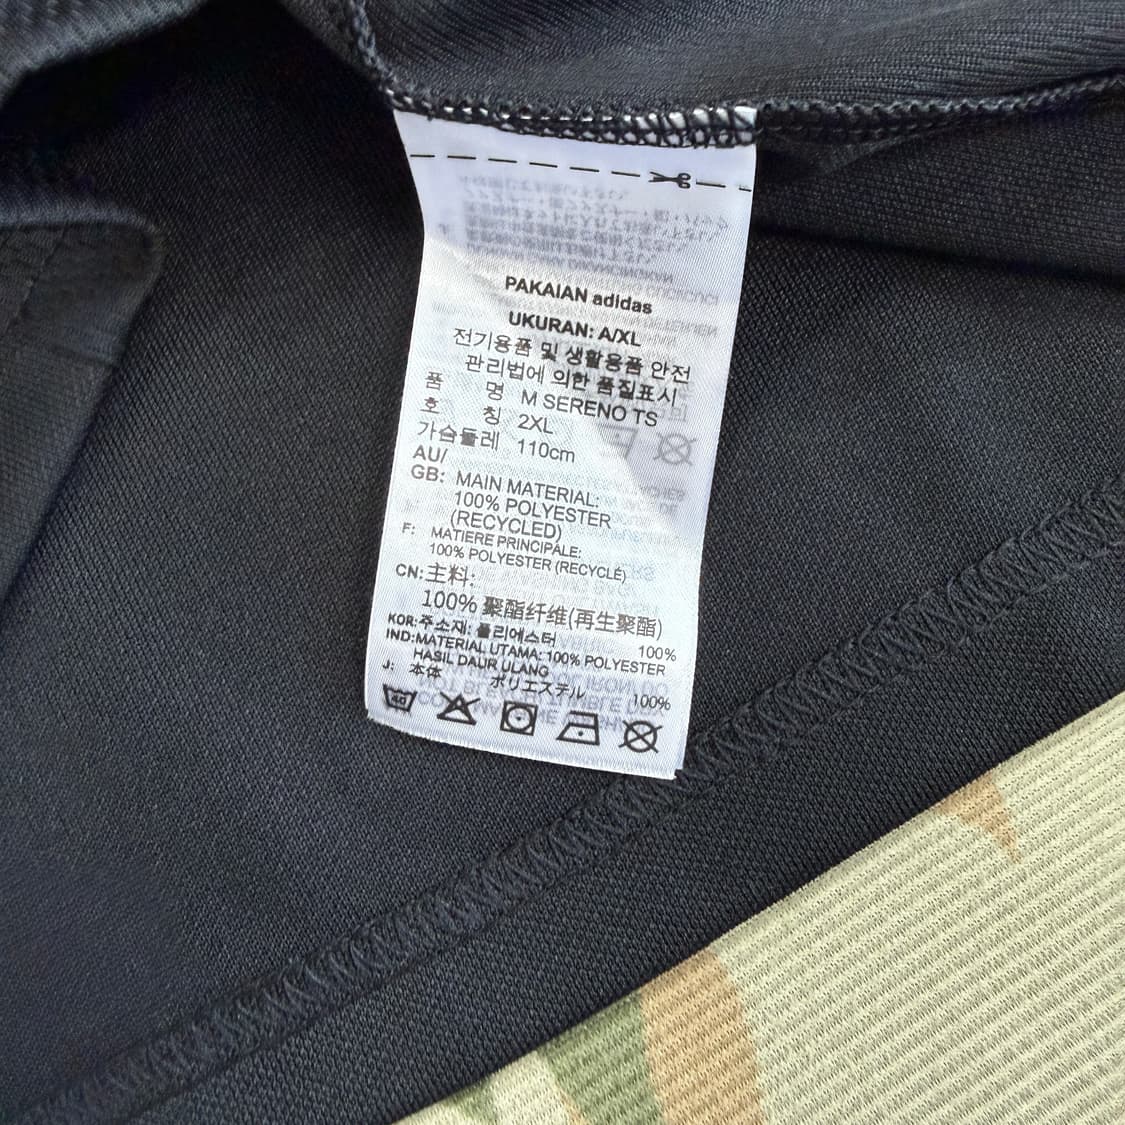 PAKAIAN adidas
UKURAN: A/XL
전기용품 및 생활용품 안전
관리법에 의한 품질표시
품 명 M SERENO TS
호 칭 2XL
가슴둘레 110cm
AU/
GB: MAIN MATERIAL:
100% POLYESTER
(RECYCLED)
F: MATIERE PRINCIPALE:
100% POLYESTER (RECYCLÉ)
CN: 主料:
100% 聚酯纤维(再生聚酯)
KOR: 주소재: 폴리에스터 100%
IND: MATERIAL UTAMA: 100% POLYESTER
HASIL DAUR ULANG
J: 本体 ポリエステル 100%
40